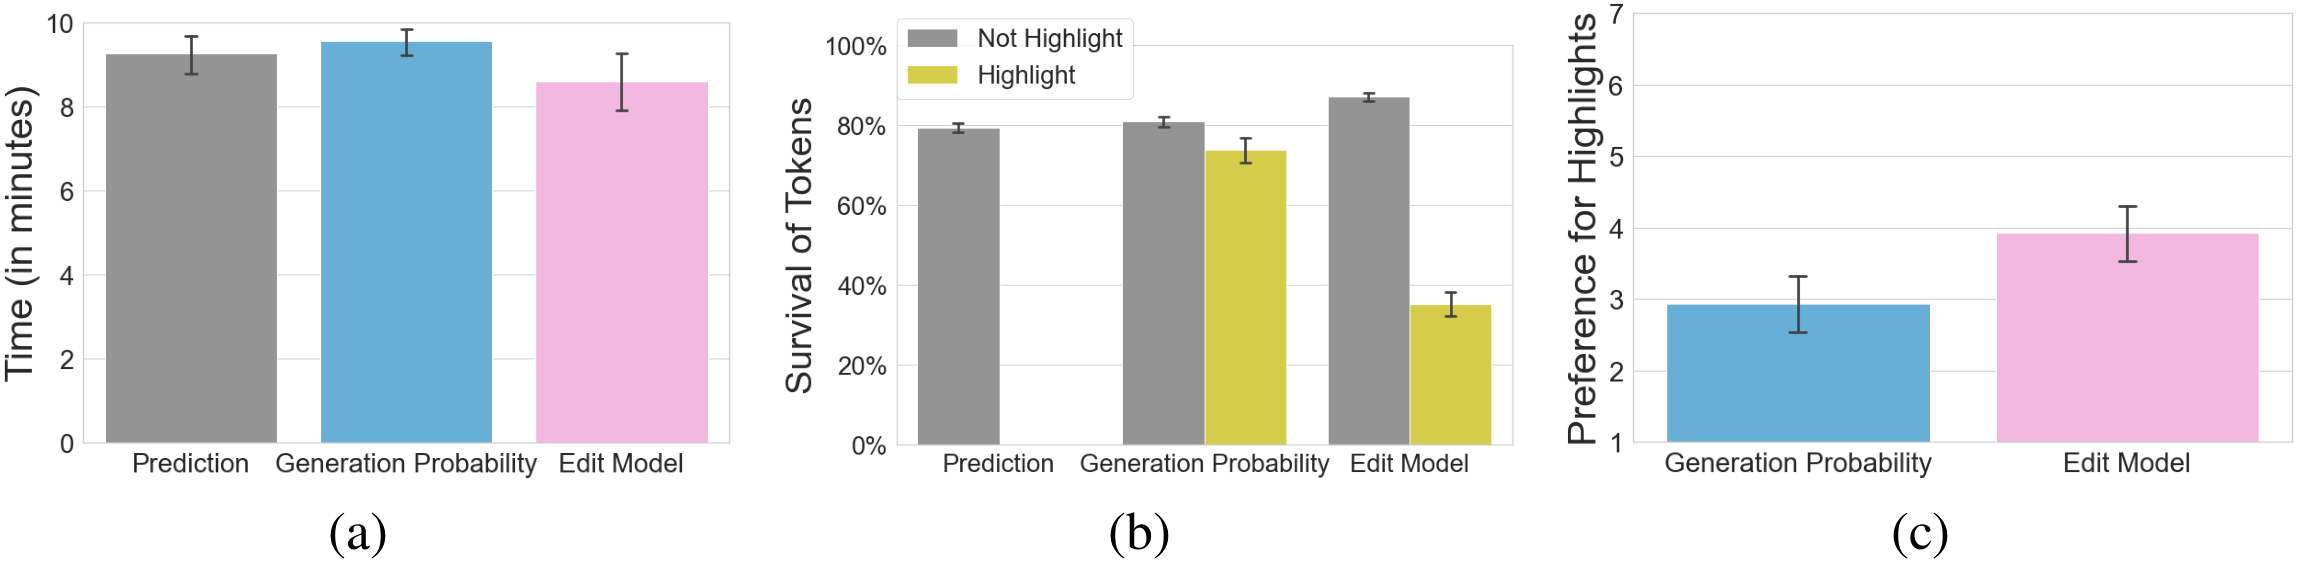 Time (in minutes)
10
8
6
4
2
0
Prediction
Generation Probability
Edit Model
(a)
Survival of Tokens
Not Highlight
Highlight
100%
80%
60%
40%
20%
0%
Prediction
Generation Probability
Edit Model
(b)
Preference for Highlights
7
6
5
4
3
2
1
Generation Probability
Edit Model
(c)